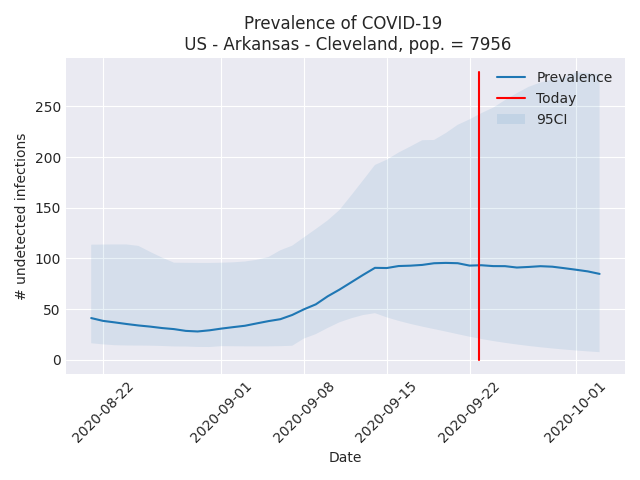 Prevalence of COVID-19
US - Arkansas - Cleveland, pop. = 7956
Prevalence
Today
95CI
# undetected infections
250
200
150
100
50
0
2020-08-22
2020-09-01
2020-09-08
2020-09-15
2020-09-22
2020-10-01
Date